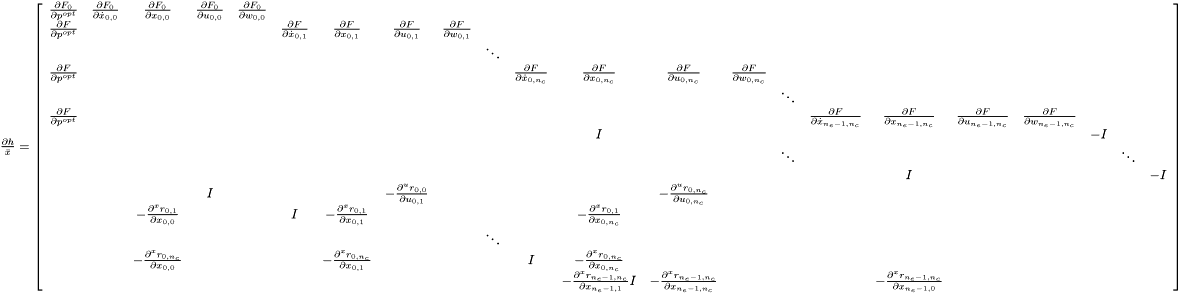 \frac{\partial F_0}{\partial p^{opt}} \frac{\partial F_0}{\partial \dot{x}_{0,0}} \frac{\partial F_0}{\partial x_{0,0}} \frac{\partial F_0}{\partial u_{0,0}} \frac{\partial F_0}{\partial w_{0,0}}
\frac{\partial F}{\partial p^{opt}} \frac{\partial F}{\partial \dot{x}_{0,1}} \frac{\partial F}{\partial x_{0,1}} \frac{\partial F}{\partial u_{0,1}} \frac{\partial F}{\partial w_{0,1}}
⋱
\frac{\partial F}{\partial p^{opt}} \frac{\partial F}{\partial \dot{x}_{0,n_c}} \frac{\partial F}{\partial x_{0,n_c}} \frac{\partial F}{\partial u_{0,n_c}} \frac{\partial F}{\partial w_{0,n_c}}
⋱
\frac{\partial F}{\partial p^{opt}} \frac{\partial F}{\partial \dot{x}_{n_e-1,n_c}} \frac{\partial F}{\partial x_{n_e-1,n_c}} \frac{\partial F}{\partial u_{n_e-1,n_c}} \frac{\partial F}{\partial w_{n_e-1,n_c}}
I -I
\frac{\partial h}{\bar{x}} = ⋱ ⋱
I -I
I -\frac{\partial^u r_{0,0}}{\partial u_{0,1}} -\frac{\partial^u r_{0,n_c}}{\partial u_{0,n_c}}
-\frac{\partial^x r_{0,1}}{\partial x_{0,0}} I -\frac{\partial^x r_{0,1}}{\partial x_{0,1}} -\frac{\partial^x r_{0,1}}{\partial x_{0,n_c}}
⋱
-\frac{\partial^x r_{0,n_c}}{\partial x_{0,0}} -\frac{\partial^x r_{0,n_c}}{\partial x_{0,1}} I -\frac{\partial^x r_{0,n_c}}{\partial x_{0,n_c}}
-\frac{\partial^x r_{n_e-1,n_c}}{\partial x_{n_e-1,1}} I -\frac{\partial^x r_{n_e-1,n_c}}{\partial x_{n_e-1,n_c}} -\frac{\partial^x r_{n_e-1,n_c}}{\partial x_{n_e-1,0}}